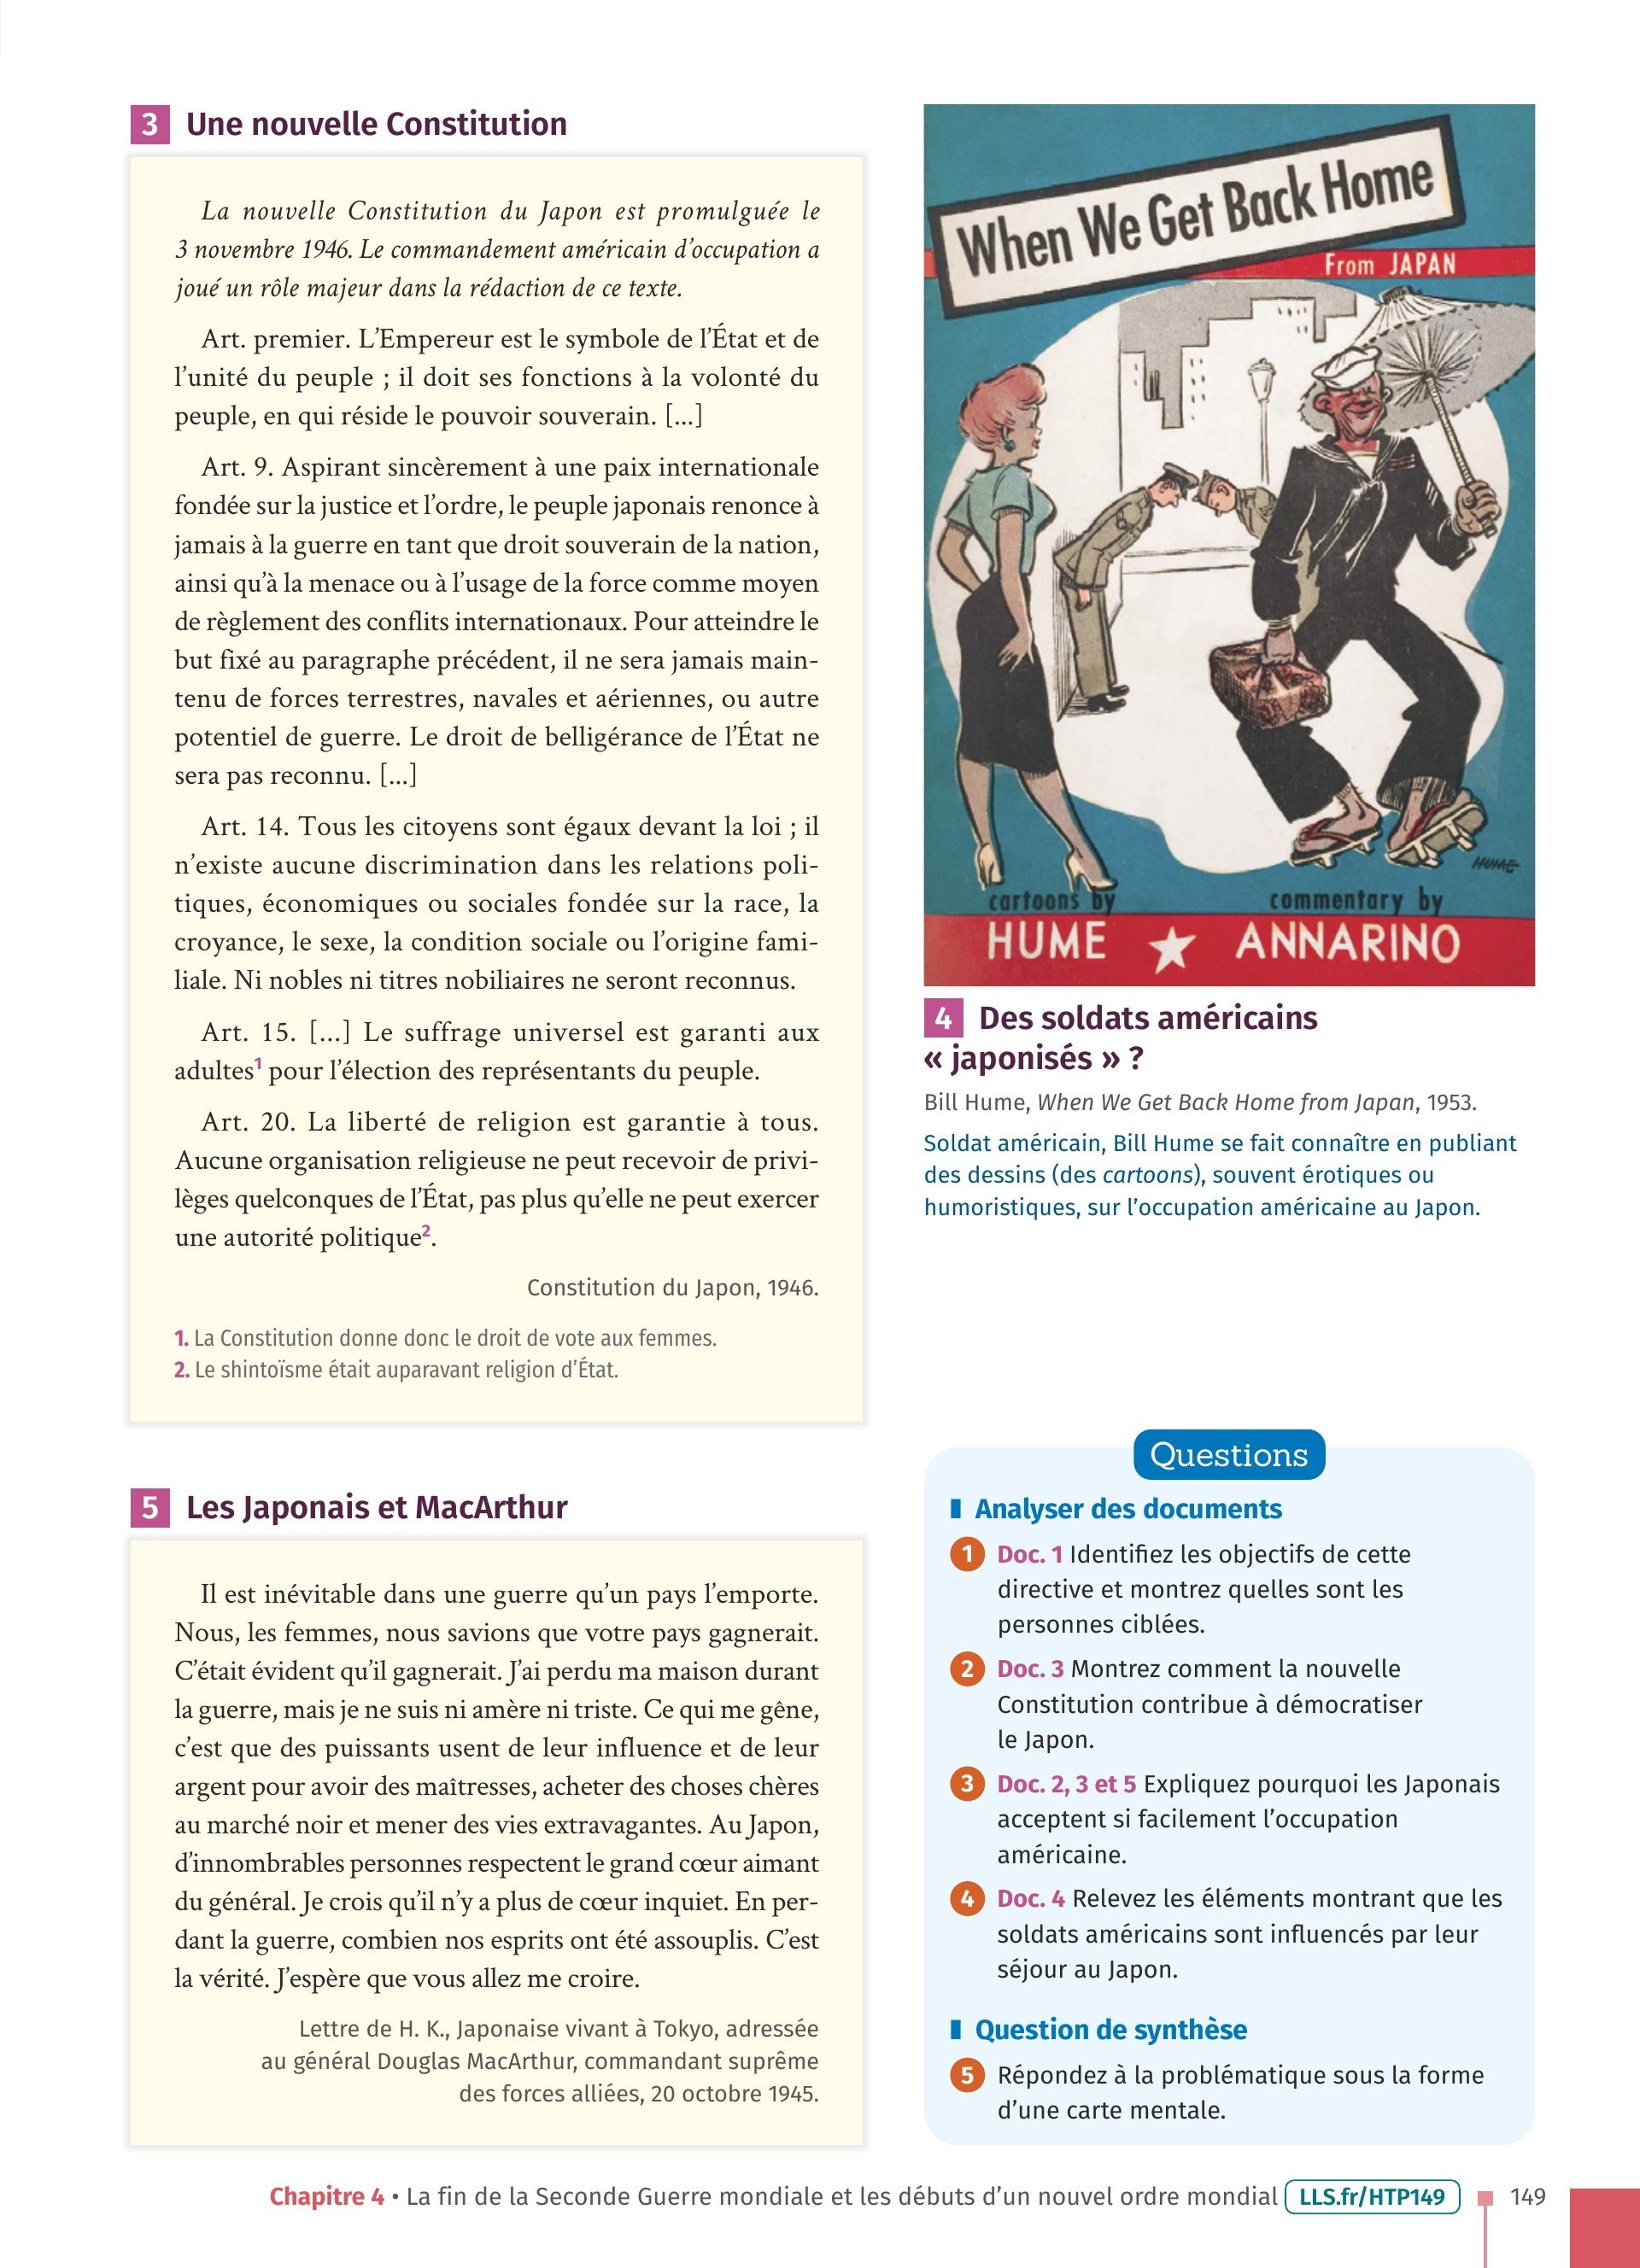 3 Une nouvelle Constitution
La nouvelle Constitution du Japon est promulguée le
3 novembre 1946. Le commandement américain d’occupation a
joué un rôle majeur dans la rédaction de ce texte.
Art. premier. L’Empereur est le symbole de l’État et de
l’unité du peuple ; il doit ses fonctions à la volonté du
peuple, en qui réside le pouvoir souverain. [...]
Art. 9. Aspirant sincèrement à une paix internationale
fondée sur la justice et l’ordre, le peuple japonais renonce à
jamais à la guerre en tant que droit souverain de la nation,
ainsi qu’à la menace ou à l’usage de la force comme moyen
de règlement des conflits internationaux. Pour atteindre le
but fixé au paragraphe précédent, il ne sera jamais main-
tenu de forces terrestres, navales et aériennes, ou autre
potentiel de guerre. Le droit de belligérance de l’État ne
sera pas reconnu. [...]
Art. 14. Tous les citoyens sont égaux devant la loi ; il
n’existe aucune discrimination dans les relations poli-
tiques, économiques ou sociales fondée sur la race, la
croyance, le sexe, la condition sociale ou l’origine fami-
liale. Ni nobles ni titres nobiliaires ne seront reconnus.
Art. 15. [...] Le suffrage universel est garanti aux
adultes1 pour l’élection des représentants du peuple.
Art. 20. La liberté de religion est garantie à tous.
Aucune organisation religieuse ne peut recevoir de privi-
lèges quelconques de l’État, pas plus qu’elle ne peut exercer
une autorité politique2.
Constitution du Japon, 1946.
1. La Constitution donne donc le droit de vote aux femmes.
2. Le shintoïsme était auparavant religion d’État.
When We Get Back Home
From JAPAN
HUME
cartoons by
commentary by
HUME ★ ANNARINO
4 Des soldats américains
« japonisés » ?
Bill Hume, When We Get Back Home from Japan, 1953.
Soldat américain, Bill Hume se fait connaître en publiant
des dessins (des cartoons), souvent érotiques ou
humoristiques, sur l’occupation américaine au Japon.
5 Les Japonais et MacArthur
Il est inévitable dans une guerre qu’un pays l’emporte.
Nous, les femmes, nous savions que votre pays gagnerait.
C’était évident qu’il gagnerait. J’ai perdu ma maison durant
la guerre, mais je ne suis ni amère ni triste. Ce qui me gêne,
c’est que des puissants usent de leur influence et de leur
argent pour avoir des maîtresses, acheter des choses chères
au marché noir et mener des vies extravagantes. Au Japon,
d’innombrables personnes respectent le grand cœur aimant
du général. Je crois qu’il n’y a plus de cœur inquiet. En per-
dant la guerre, combien nos esprits ont été assouplis. C’est
la vérité. J’espère que vous allez me croire.
Lettre de H. K., Japonaise vivant à Tokyo, adressée
au général Douglas MacArthur, commandant suprême
des forces alliées, 20 octobre 1945.
Questions
Analyser des documents
1 Doc. 1 Identifiez les objectifs de cette
directive et montrez quelles sont les
personnes ciblées.
2 Doc. 3 Montrez comment la nouvelle
Constitution contribue à démocratiser
le Japon.
3 Doc. 2, 3 et 5 Expliquez pourquoi les Japonais
acceptent si facilement l’occupation
américaine.
4 Doc. 4 Relevez les éléments montrant que les
soldats américains sont influencés par leur
séjour au Japon.
Question de synthèse
5 Répondez à la problématique sous la forme
d’une carte mentale.
Chapitre 4 • La fin de la Seconde Guerre mondiale et les débuts d’un nouvel ordre mondial LLS.fr/HTP149 149